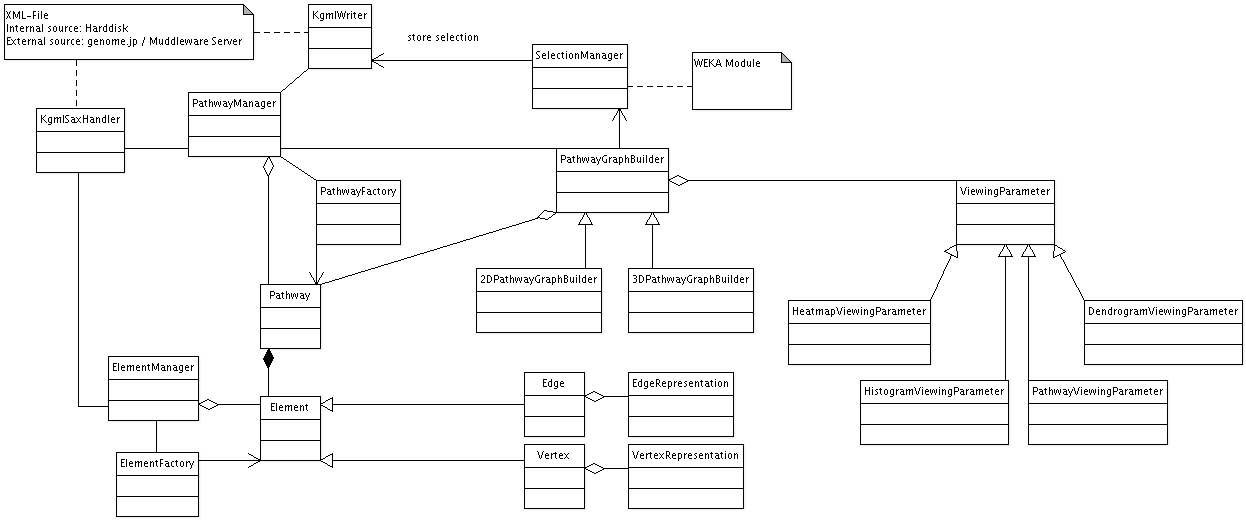 XML-File
Internal source: Harddisk
External source: genome.jp / Muddleware Server
KgmlWriter
store selection
SelectionManager
WEKA Module
PathwayManager
KgmlSaxHandler
PathwayGraphBuilder
PathwayFactory
ViewingParameter
2DPathwayGraphBuilder
3DPathwayGraphBuilder
Pathway
HeatmapViewingParameter
DendrogramViewingParameter
ElementManager
Edge
EdgeRepresentation
HistogramViewingParameter
PathwayViewingParameter
Element
ElementFactory
Vertex
VertexRepresentation